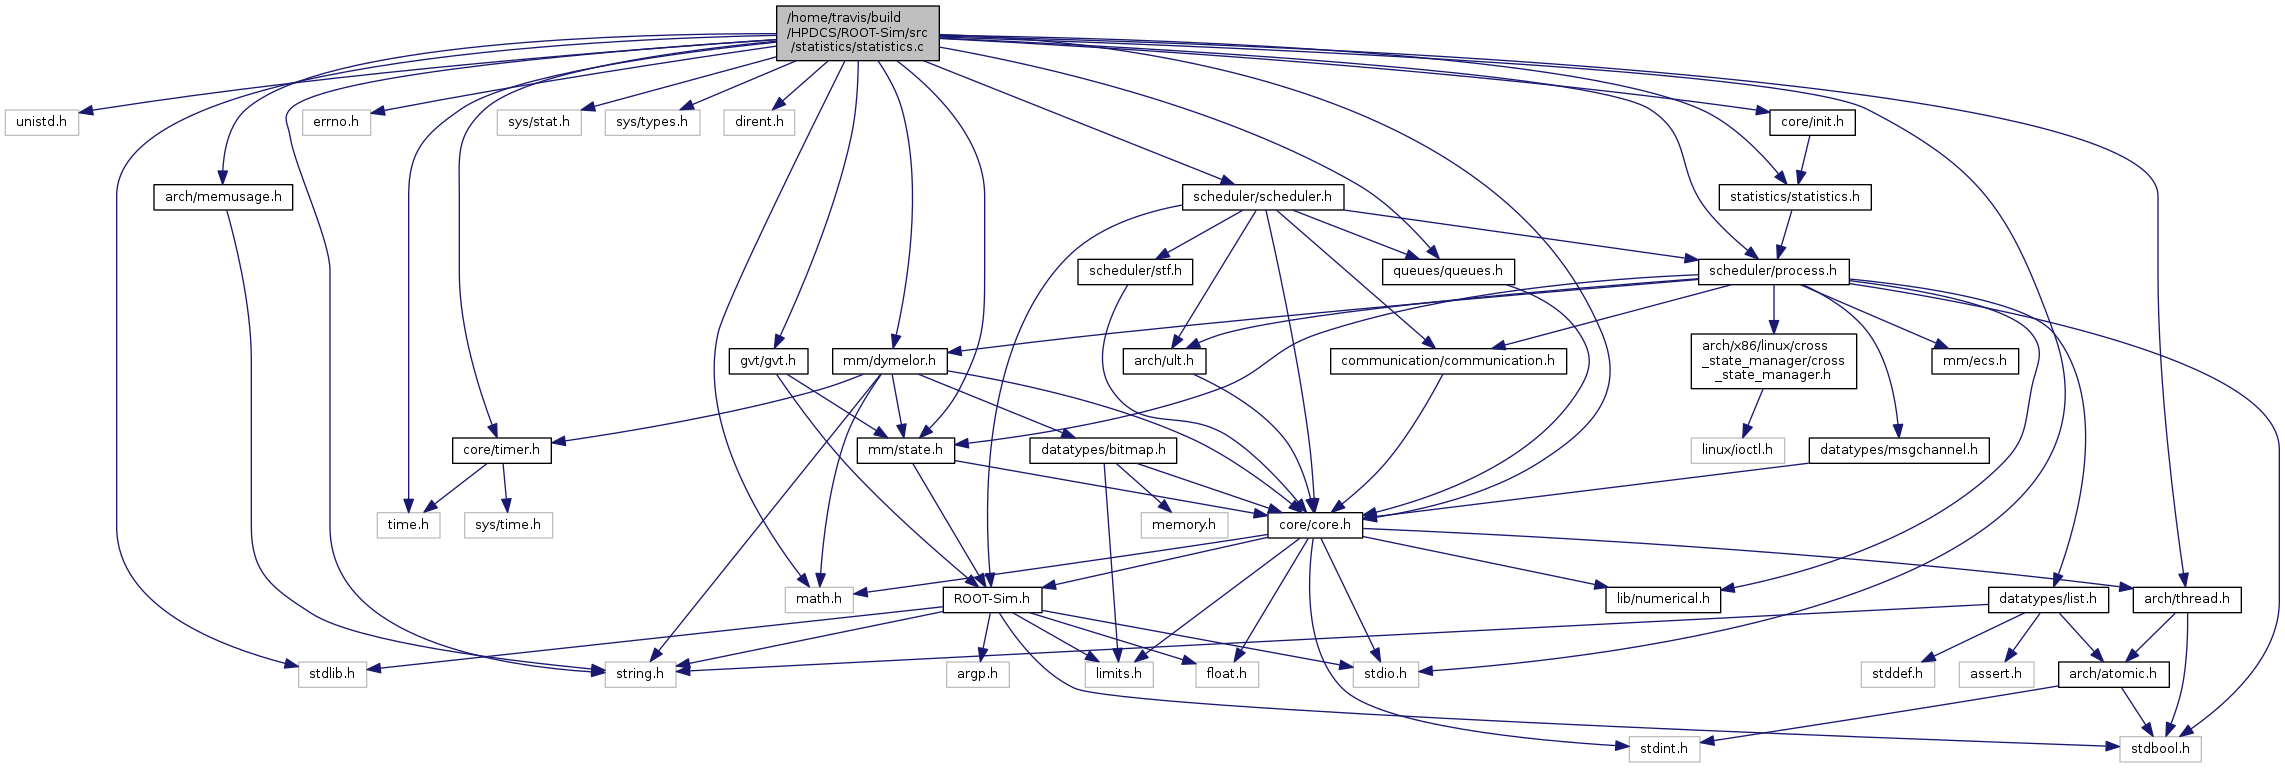 /home/travis/build
/HPDCS/ROOT-Sim/src
/statistics/statistics.c
unistd.h
errno.h
sys/stat.h
sys/types.h
dirent.h
core/init.h
arch/memusage.h
scheduler/scheduler.h
statistics/statistics.h
scheduler/stf.h
queues/queues.h
scheduler/process.h
gvt/gvt.h
mm/dymelor.h
arch/ult.h
communication/communication.h
arch/x86/linux/cross
_state_manager/cross
_state_manager.h
mm/ecs.h
core/timer.h
mm/state.h
datatypes/bitmap.h
linux/ioctl.h
datatypes/msgchannel.h
time.h
sys/time.h
memory.h
core/core.h
math.h
ROOT-Sim.h
lib/numerical.h
datatypes/list.h
arch/thread.h
stdlib.h
string.h
argp.h
limits.h
float.h
stdio.h
stddef.h
assert.h
arch/atomic.h
stdint.h
stdbool.h